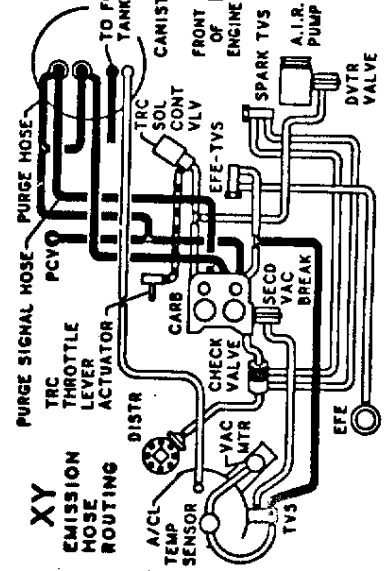 XY
EMISSION
HOSE
ROUTING
PURGE SIGNAL HOSE
PURGE HOSE
PCV
TRC
THROTTLE
LEVER
ACTUATOR
DISTR
A/CL
TEMP
SENSOR
VAC
MTR
TVS
CHECK
VALVE
CARB
SECD
VAC
BREAK
TRC
SOL
CONT
VLV
EFE-TVS
EFE
TO
TANK
CANIST
FRONT
OF
ENGINE
SPARK TVS
A.I.R.
PUMP
DVTR
VALVE